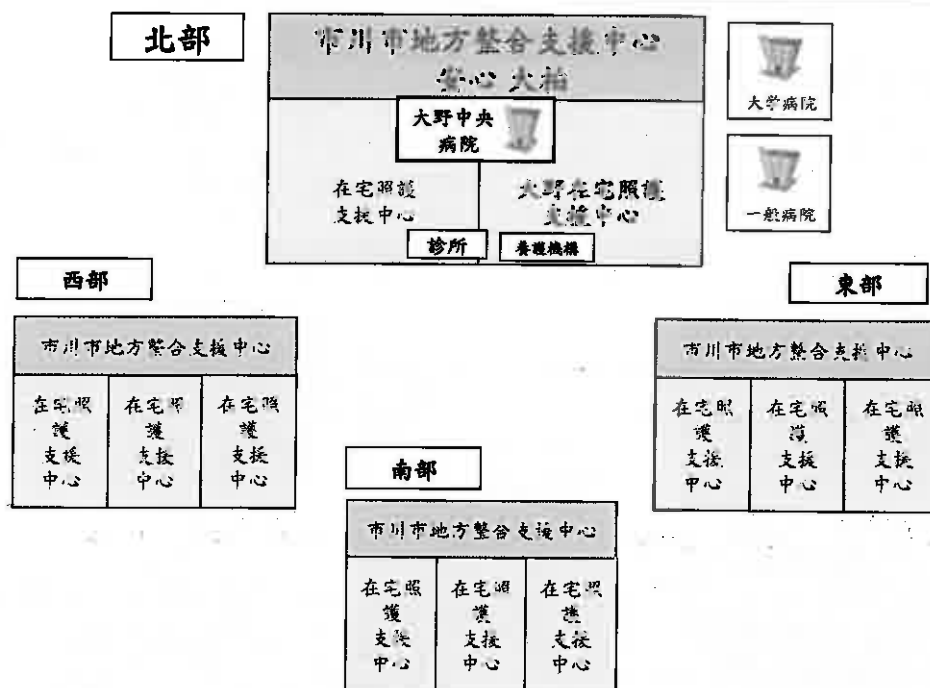 北部
市川市地方整合支援中心
安心 大柏
大野中央
病院
在宅照護
支援中心
大野在宅照護
支援中心
診所
養護機構
大学病院
一般病院
西部
市川市地方整合支援中心
在宅照
護
支援
中心
在宅照
護
支援
中心
在宅照
護
支援
中心
東部
市川市地方整合支援中心
在宅照
護
支援
中心
在宅照
護
支援
中心
在宅照
護
支援
中心
南部
市川市地方整合支援中心
在宅照
護
支援
中心
在宅照
護
支援
中心
在宅照
護
支援
中心